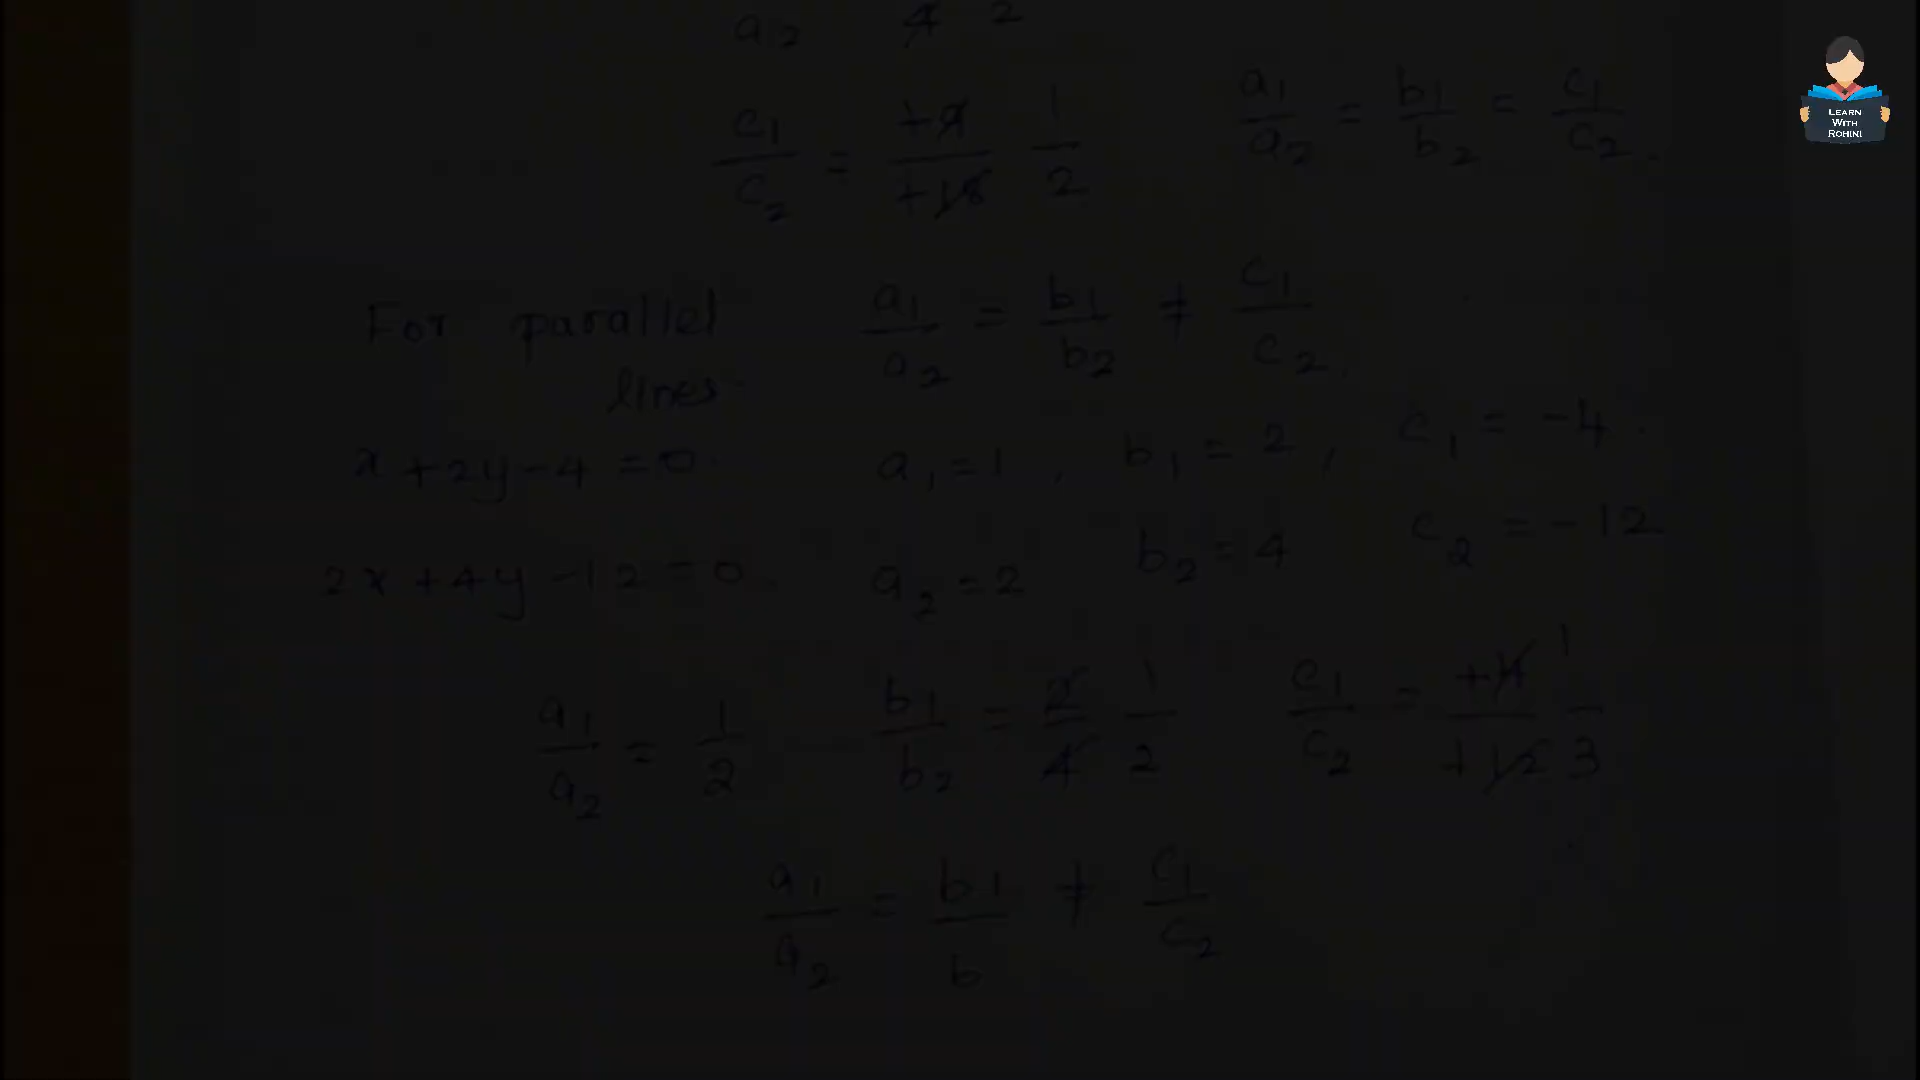 a2 4 2
c1/c2 = +9/+18 1/2 a1/a2 = b1/b2 = c1/c2.
For parallel lines. a1/a2 = b1/b2 ≠ c1/c2.
x+2y-4=0. a1=1, b1=2, c1=-4.
2x+4y-12=0. a2=2 b2=4 c2=-12
a1/a2 = 1/2 b1/b2 = 2/4 1/2 c1/c2 = +4/+12 1/3
a1/a2 = b1/b ≠ c1/c2
LEARN
WITH
ROHINI